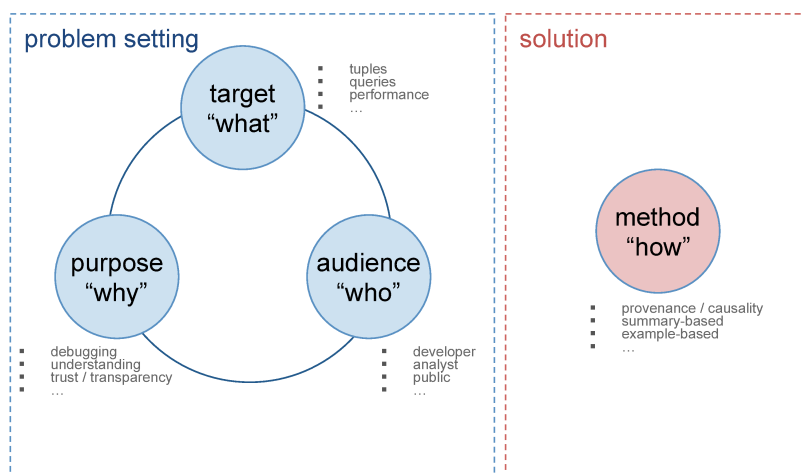 problem setting
target
“what”
▪ tuples
▪ queries
▪ performance
▪ …
purpose
“why”
▪ debugging
▪ understanding
▪ trust / transparency
▪ …
audience
“who”
▪ developer
▪ analyst
▪ public
▪ …
solution
method
“how”
▪ provenance / causality
▪ summary-based
▪ example-based
▪ …